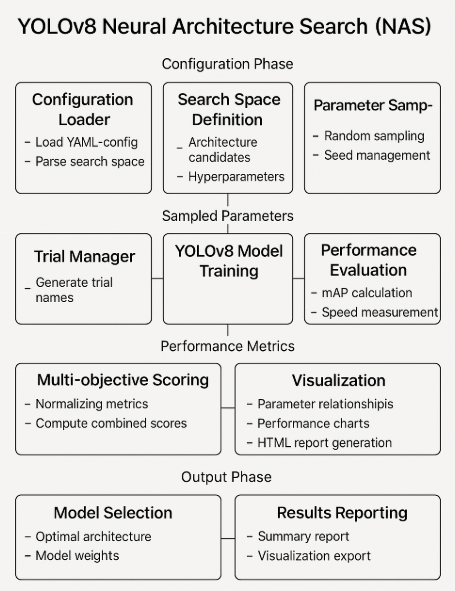 YOLOv8 Neural Architecture Search (NAS)
Configuration Phase
Configuration
Loader
– Load YAML-config
– Parse search space
Search Space
Definition
– Architecture
candidates
– Hyperparameters
Parameter Samp-
– Random sampling
– Seed management
Sampled Parameters
Trial Manager
– Generate trial
names
YOLOv8 Model
Training
Performance
Evaluation
– mAP calculation
– Speed measurement
Performance Metrics
Multi-objective Scoring
– Normalizing metrics
– Compute combined scores
Visualization
– Parameter relationshipis
– Performance charts
– HTML report generation
Output Phase
Model Selection
– Optimal architecture
– Model weights
Results Reporting
– Summary report
– Visualization export